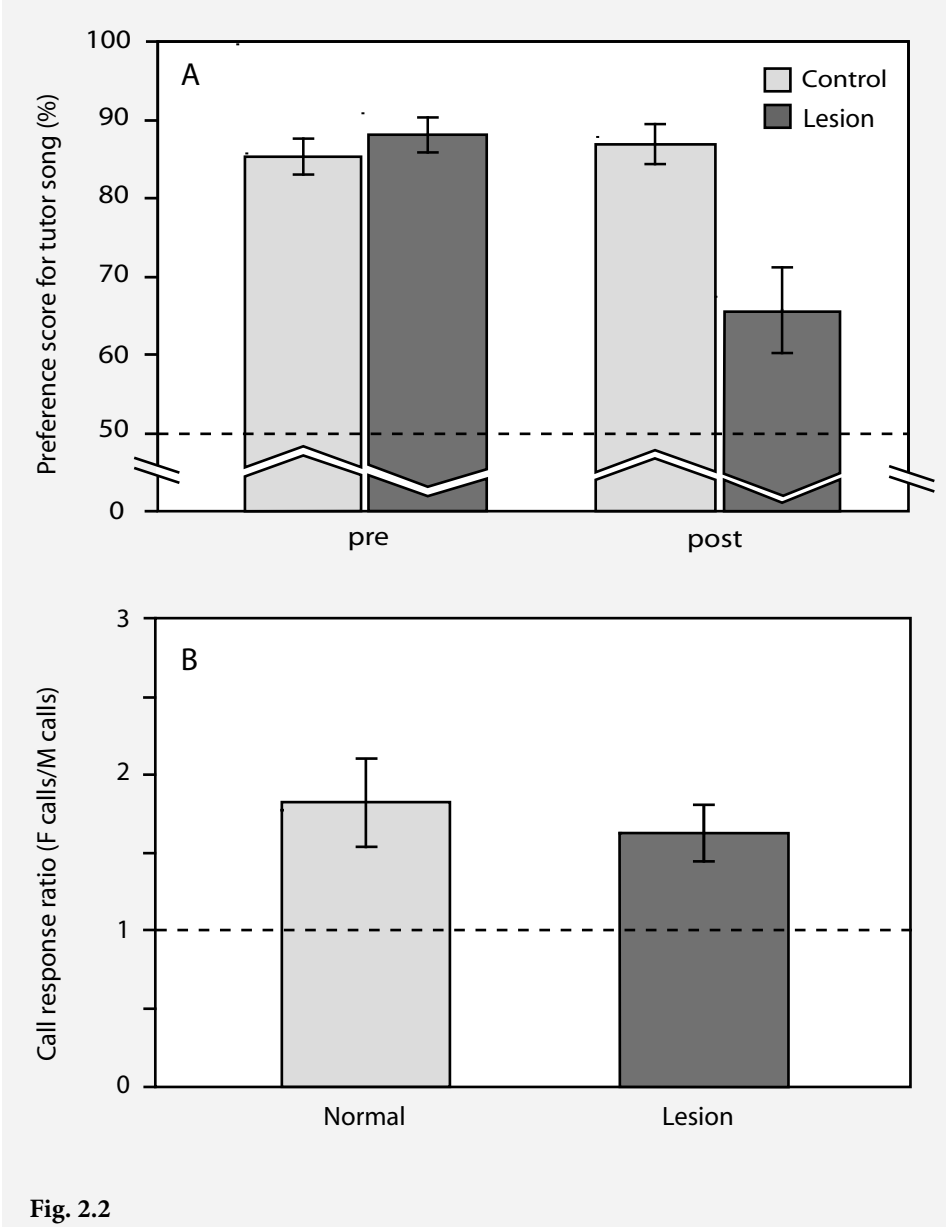 100
A
Control
90
Lesion
80
70
60
50
0
Preference score for tutor song (%)
pre post
3
B
2
1
0
Call response ratio (F calls/M calls)
Normal Lesion
Fig. 2.2